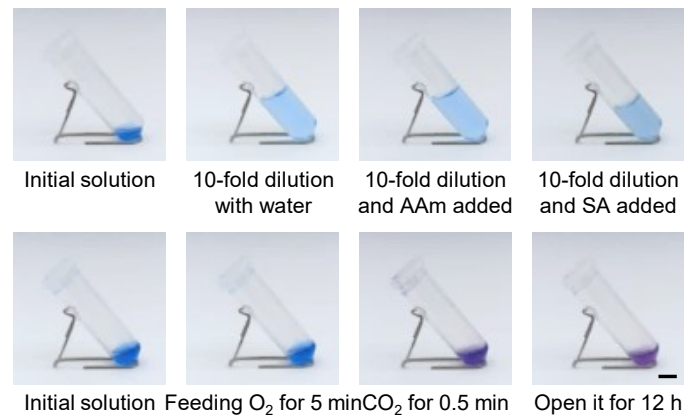 Initial solution
10-fold dilution
with water
10-fold dilution
and AAm added
10-fold dilution
and SA added
Initial solution
Feeding O₂ for 5 min
CO₂ for 0.5 min
Open it for 12 h